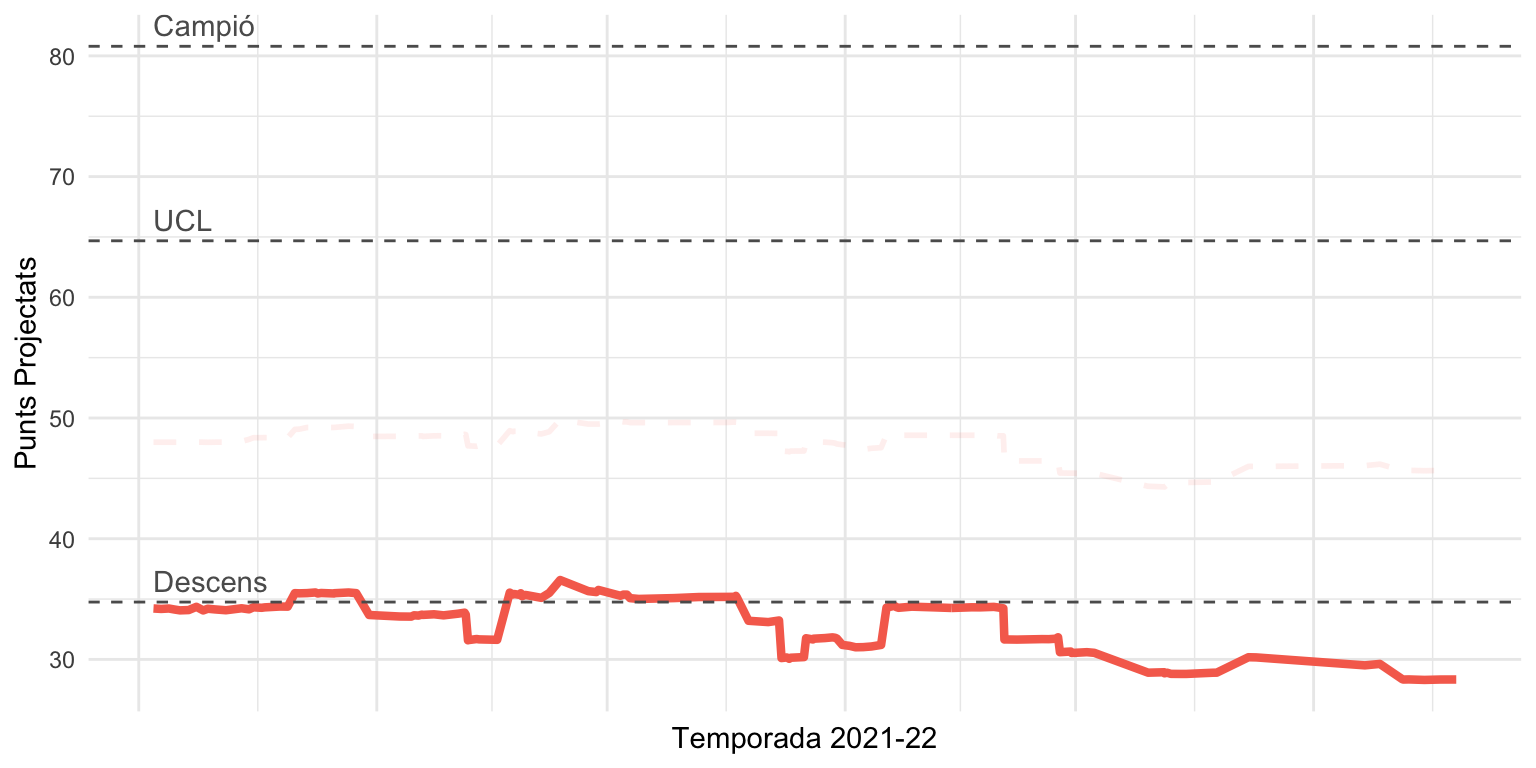 Campió
80
70
UCL
60
50
40
Descens
30
Punts Projectats
Temporada 2021-22